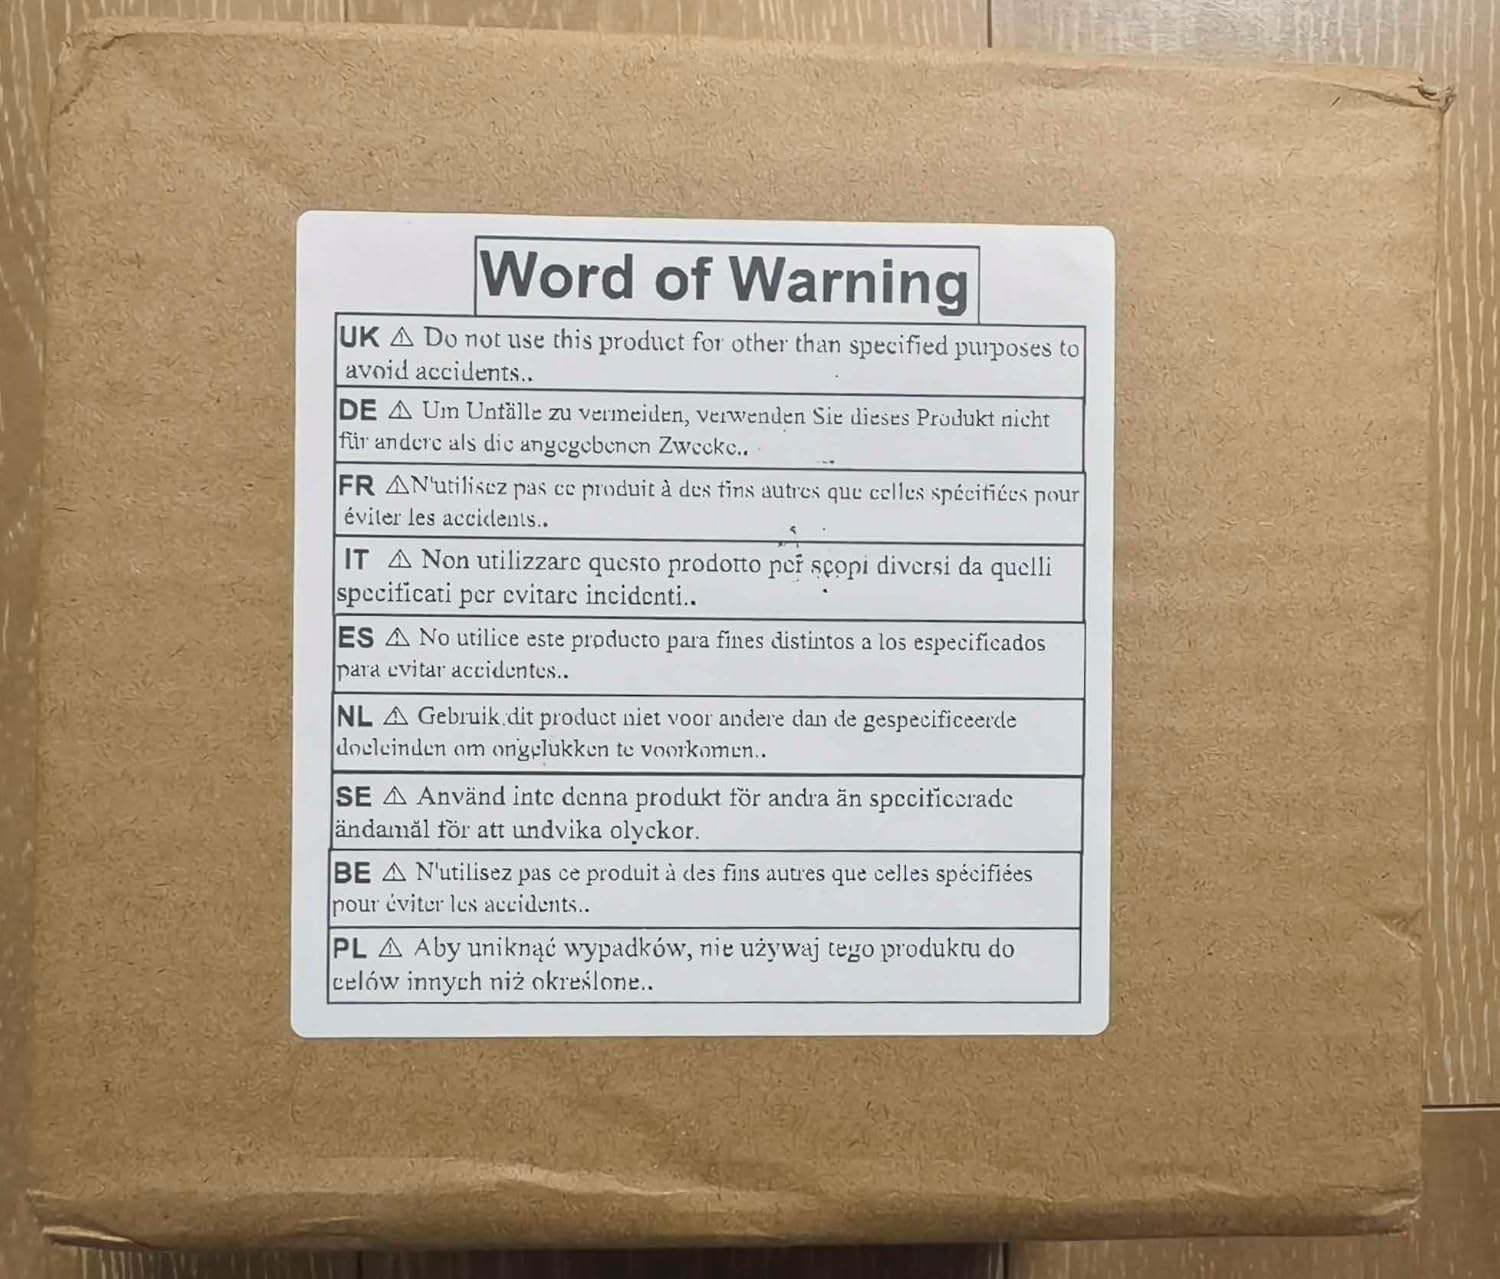 Word of Warning
UK ⚠ Do not use this product for other than specified purposes to
avoid accidents..
DE ⚠ Um Unfälle zu vermeiden, verwenden Sie dieses Produkt nicht
für andere als die angegebenen Zwecke..
FR ⚠N'utilisez pas ce produit à des fins autres que celles spécifiées pour
éviter les accidents..
IT ⚠ Non utilizzare questo prodotto per scopi diversi da quelli
specificati per evitare incidenti..
ES ⚠ No utilice este producto para fines distintos a los especificados
para evitar accidentes..
NL ⚠ Gebruik dit product niet voor andere dan de gespecificeerde
doeleinden om ongelukken te voorkomen..
SE ⚠ Använd inte denna produkt för andra än specificerade
ändamål för att undvika olyckor.
BE ⚠ N'utilisez pas ce produit à des fins autres que celles spécifiées
pour éviter les accidents..
PL ⚠ Aby uniknąć wypadków, nie używaj tego produktu do
celów innych niż określone..